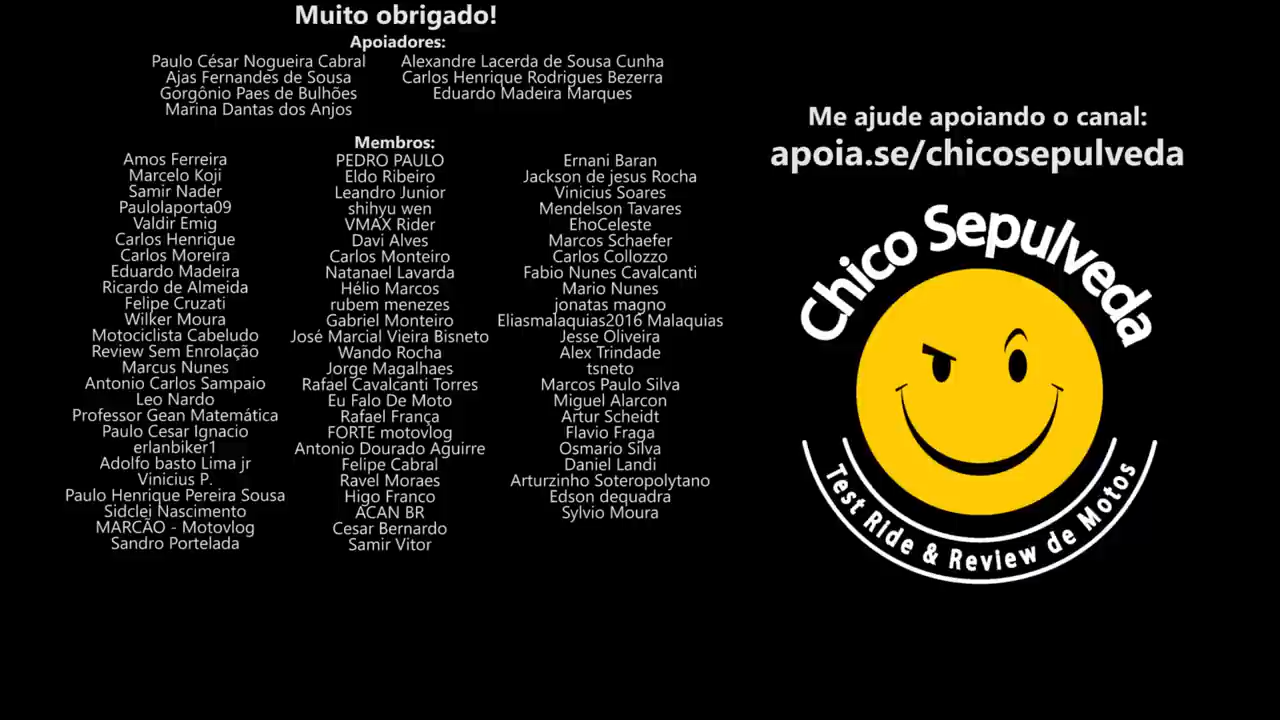 Muito obrigado!
Apoiadores:
Paulo César Nogueira Cabral
Ajas Fernandes de Sousa
Gorgônio Paes de Bulhões
Marina Dantas dos Anjos
Alexandre Lacerda de Sousa Cunha
Carlos Henrique Rodrigues Bezerra
Eduardo Madeira Marques
Membros:
Amos Ferreira
Marcelo Koji
Samir Nader
Paulolaporta09
Valdir Emig
Carlos Henrique
Carlos Moreira
Eduardo Madeira
Ricardo de Almeida
Felipe Cruzati
Wilker Moura
Motociclista Cabeludo
Review Sem Enrolação
Marcus Nunes
Antonio Carlos Sampaio
Leo Nardo
Professor Gean Matemática
Paulo Cesar Ignacio
erlanbiker1
Adolfo basto Lima jr
Vinicius P.
Paulo Henrique Pereira Sousa
Sidclei Nascimento
MARCÃO - Motovlog
Sandro Portelada
PEDRO PAULO
Eldo Ribeiro
Leandro Junior
shihyu wen
VMAX Rider
Davi Alves
Carlos Monteiro
Natanael Lavarda
Hélio Marcos
rubem menezes
Gabriel Monteiro
José Marcial Vieira Bisneto
Wando Rocha
Jorge Magalhaes
Rafael Cavalcanti Torres
Eu Falo De Moto
Rafael França
FORTE motovlog
Antonio Dourado Aguirre
Felipe Cabral
Ravel Moraes
Higo Franco
ACAN BR
Cesar Bernardo
Samir Vitor
Ernani Baran
Jackson de jesus Rocha
Vinicius Soares
Mendelson Tavares
EhoCeleste
Marcos Schaefer
Carlos Collozzo
Fabio Nunes Cavalcanti
Mario Nunes
jonatas magno
Eliasmalaquias2016 Malaquias
Jesse Oliveira
Alex Trindade
tsneto
Marcos Paulo Silva
Miguel Alarcon
Artur Scheidt
Flavio Fraga
Osmario Silva
Daniel Landi
Arturzinho Soteropolytano
Edson dequadra
Sylvio Moura
Me ajude apoiando o canal:
apoia.se/chicosepulveda
Chico Sepulveda
Test Ride & Review de Motos